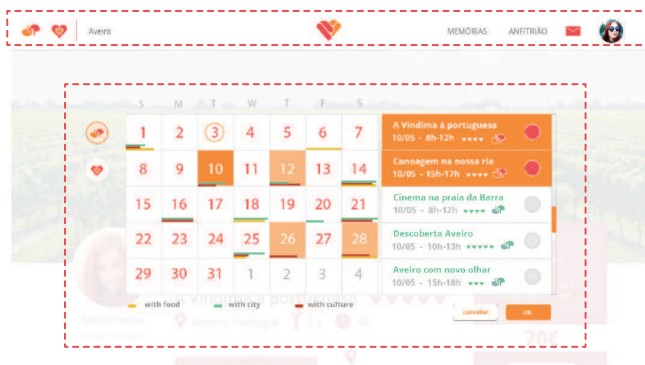 Aveiro
MEMÓRIAS ANFITRIÃO
S M T W T F S
1 2 3 4 5 6 7
8 9 10 11 12 13 14
15 16 17 18 19 20 21
22 23 24 25 26 27 28
29 30 31 1 2 3 4
A Vindima à portuguesa
10/05 - 8h-12h
Canoagem na nossa ria
10/05 - 15h-17h
Cinema na praia da Barra
10/05 - 8h-12h
Descoberta Aveiro
10/05 - 10h-13h
Aveiro com novo olhar
10/05 - 15h-18h
with food with city with culture
cancelar OK
A Vindima à portuguesa
Aveiro, Portugal
70€